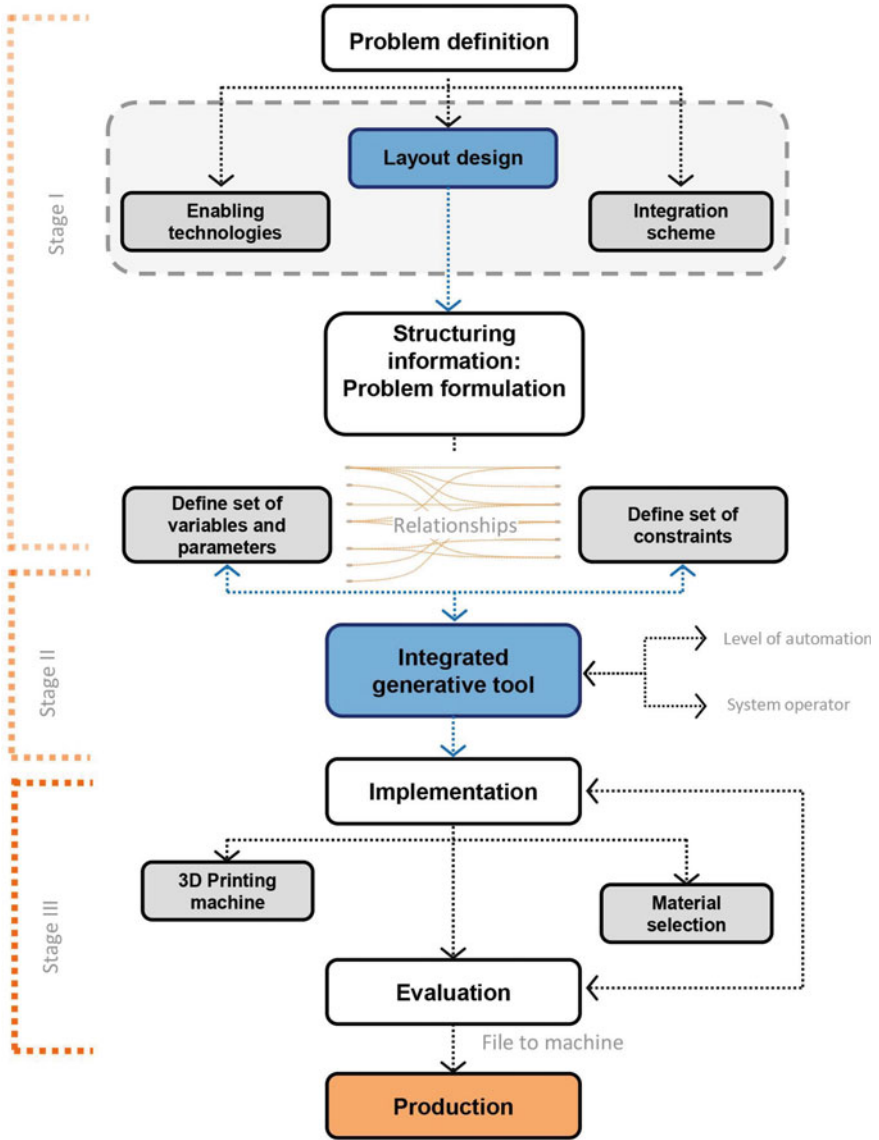 Problem definition
Stage I
Layout design
Enabling
technologies
Integration
scheme
Structuring
information:
Problem formulation
Define set of
variables and
parameters
Relationships
Define set of
constraints
Stage II
Integrated
generative tool
Level of automation
System operator
Stage III
Implementation
3D Printing
machine
Material
selection
Evaluation
File to machine
Production